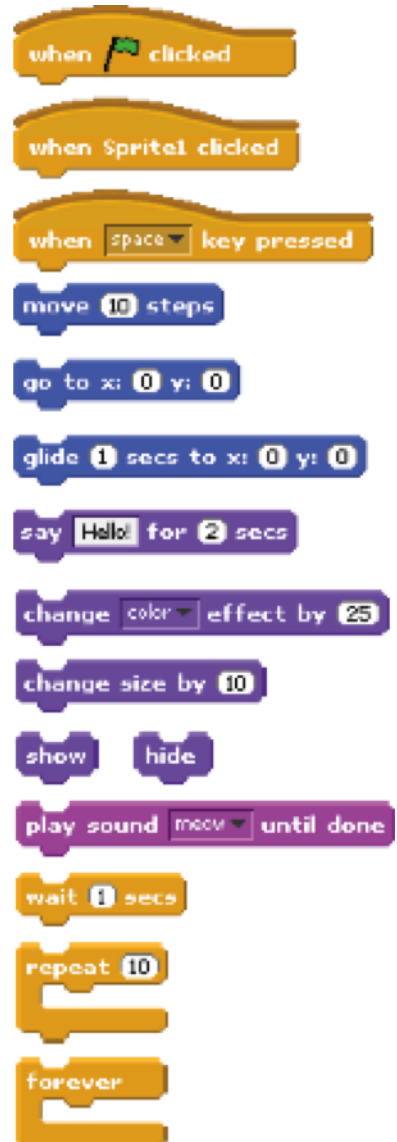 when clicked
when Sprite1 clicked
when space key pressed
move 10 steps
go to x: 0 y: 0
glide 1 secs to x: 0 y: 0
say Hello! for 2 secs
change color effect by 25
change size by 10
show hide
play sound meow until done
wait 1 secs
repeat 10
forever